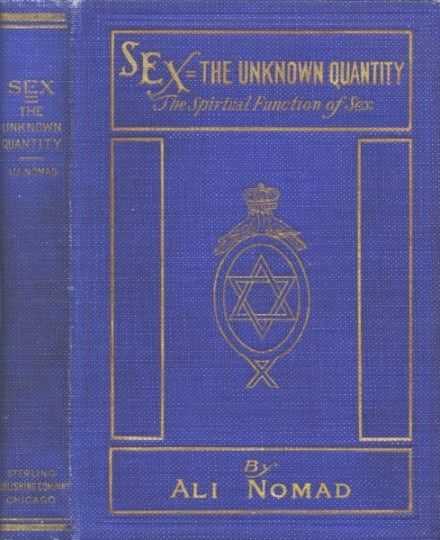 SEX
=
THE
UNKNOWN
QUANTITY
ALI NOMAD
STERLING
PUBLISHING COMPANY
CHICAGO
SEX=THE UNKNOWN QUANTITY
The Spirtual Function of Sex
By
ALI NOMAD